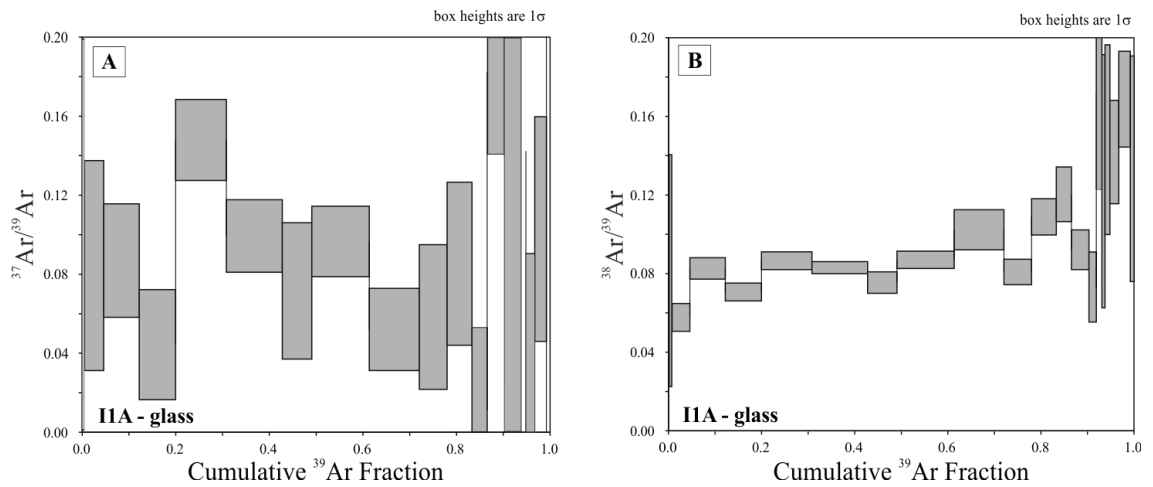 box heights are 1σ
A
0.20
0.16
0.12
0.08
0.04
0.00
³⁷Ar/³⁹Ar
I1A - glass
0.0 0.2 0.4 0.6 0.8 1.0
Cumulative ³⁹Ar Fraction
box heights are 1σ
B
0.20
0.16
0.12
0.08
0.04
0.00
³⁸Ar/³⁹Ar
I1A - glass
0.0 0.2 0.4 0.6 0.8 1.0
Cumulative ³⁹Ar Fraction